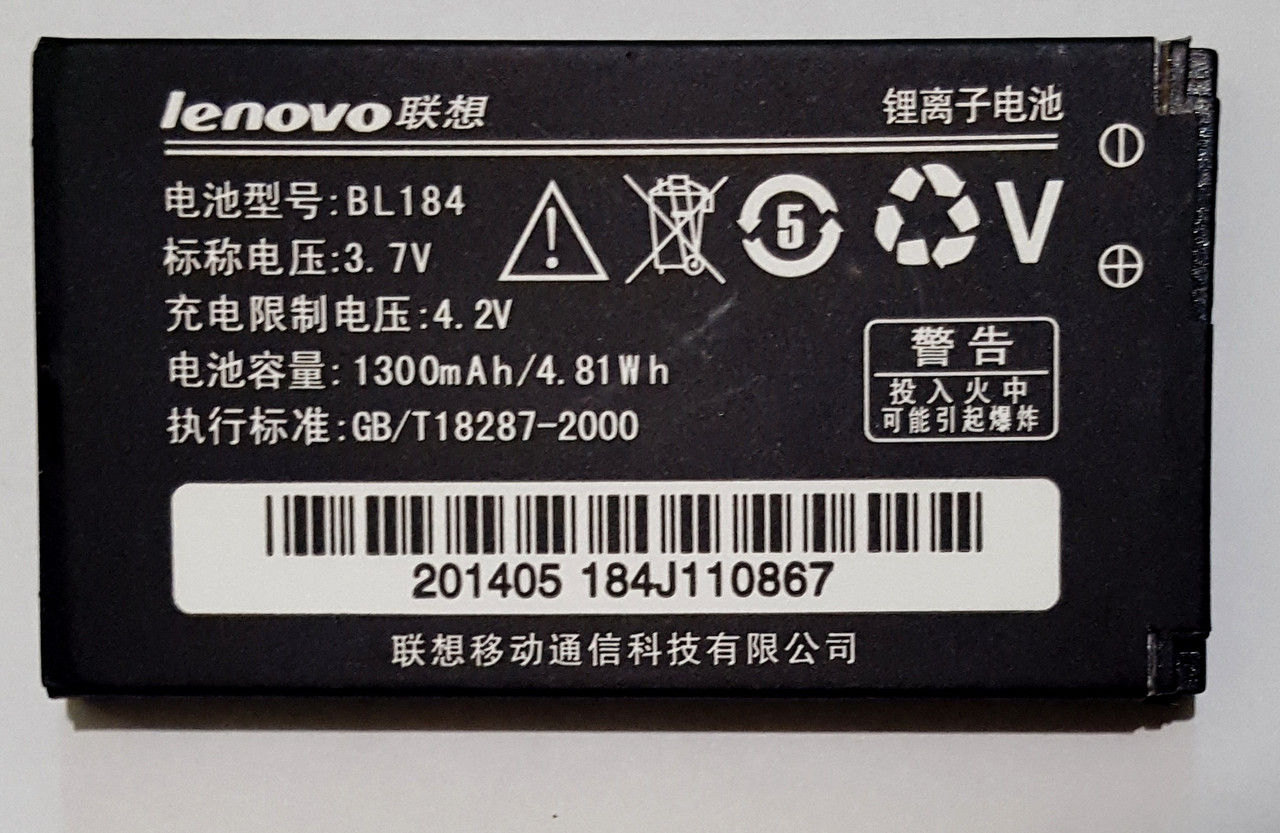 lenovo联想
锂离子电池
电池型号:BL184
标称电压:3.7V
充电限制电压:4.2V
电池容量:1300mAh/4.81Wh
执行标准:GB/T18287-2000
5
V
警告
投入火中
可能引起爆炸
201405 184J110867
联想移动通信科技有限公司